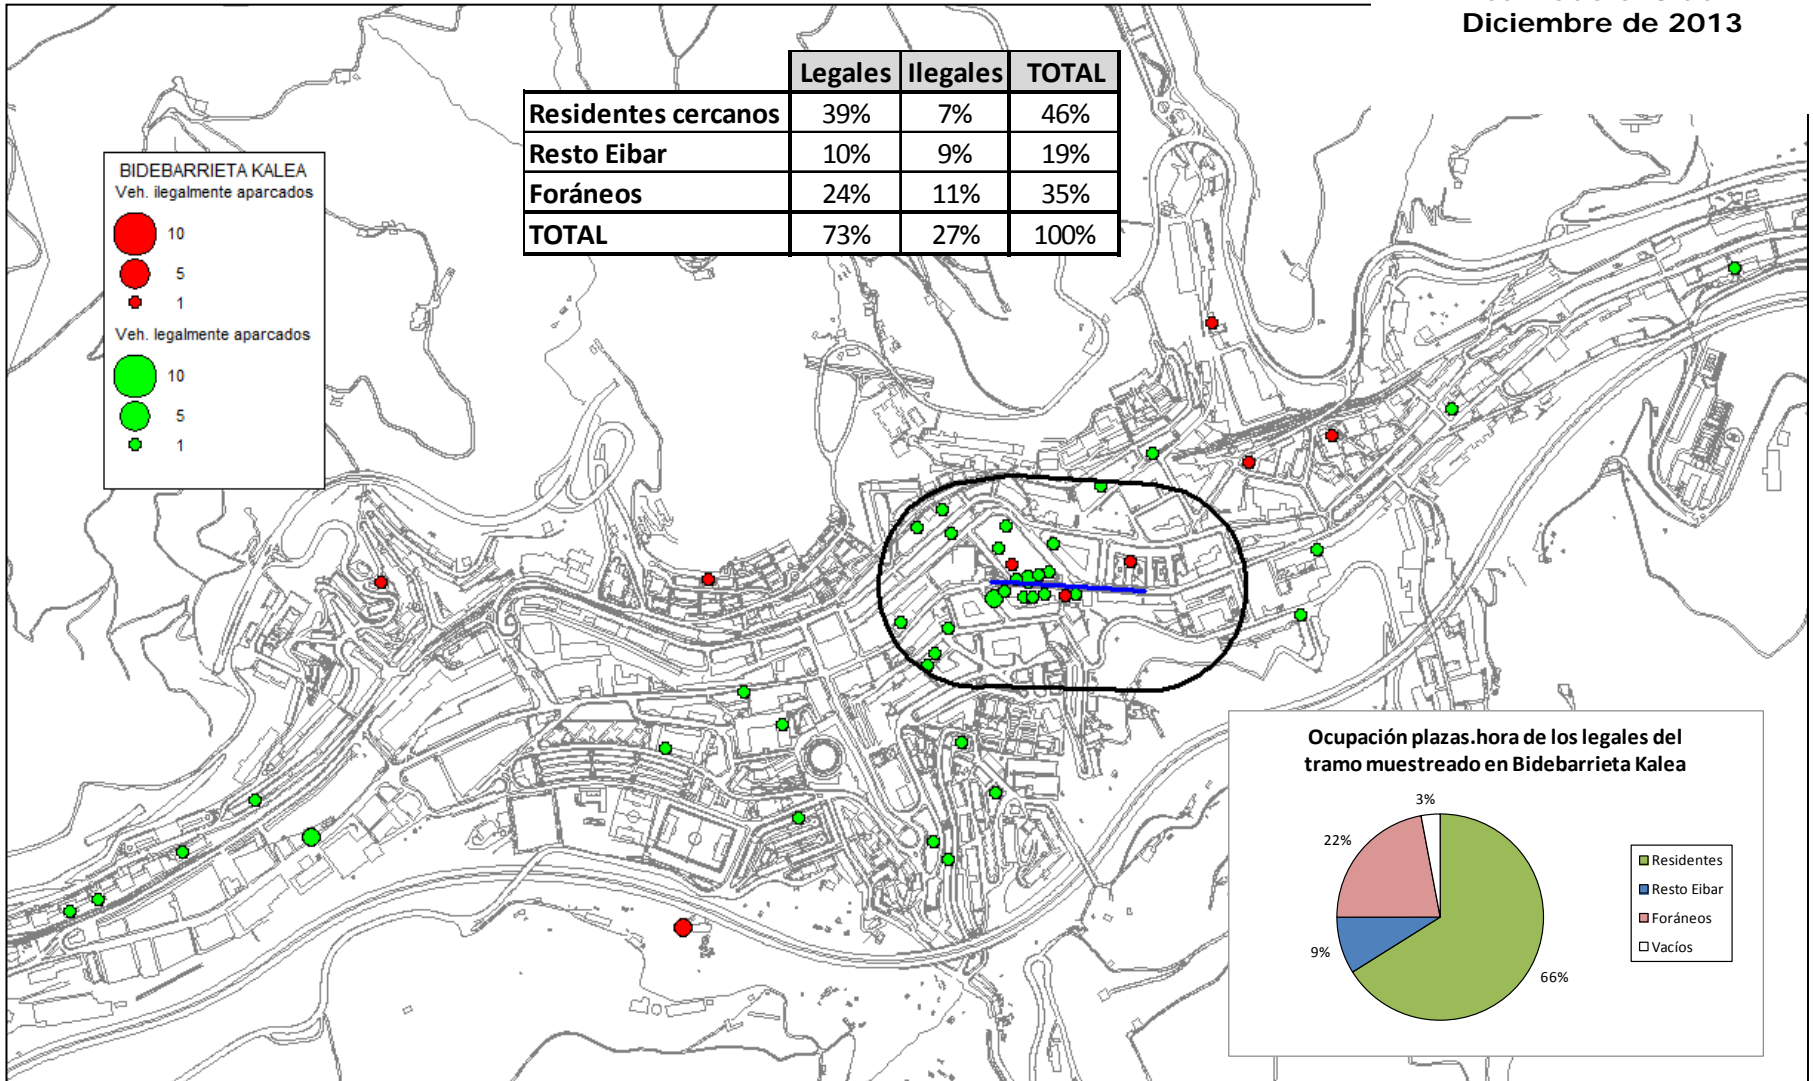 Diciembre de 2013
Legales Ilegales TOTAL
Residentes cercanos 39% 7% 46%
Resto Eibar 10% 9% 19%
Foráneos 24% 11% 35%
TOTAL 73% 27% 100%
BIDEBARRIETA KALEA
Veh. ilegalmente aparcados
10
5
1
Veh. legalmente aparcados
10
5
1
Ocupación plazas.hora de los legales del
tramo muestreado en Bidebarrieta Kalea
3%
22%
9%
66%
Residentes
Resto Eibar
Foráneos
Vacíos